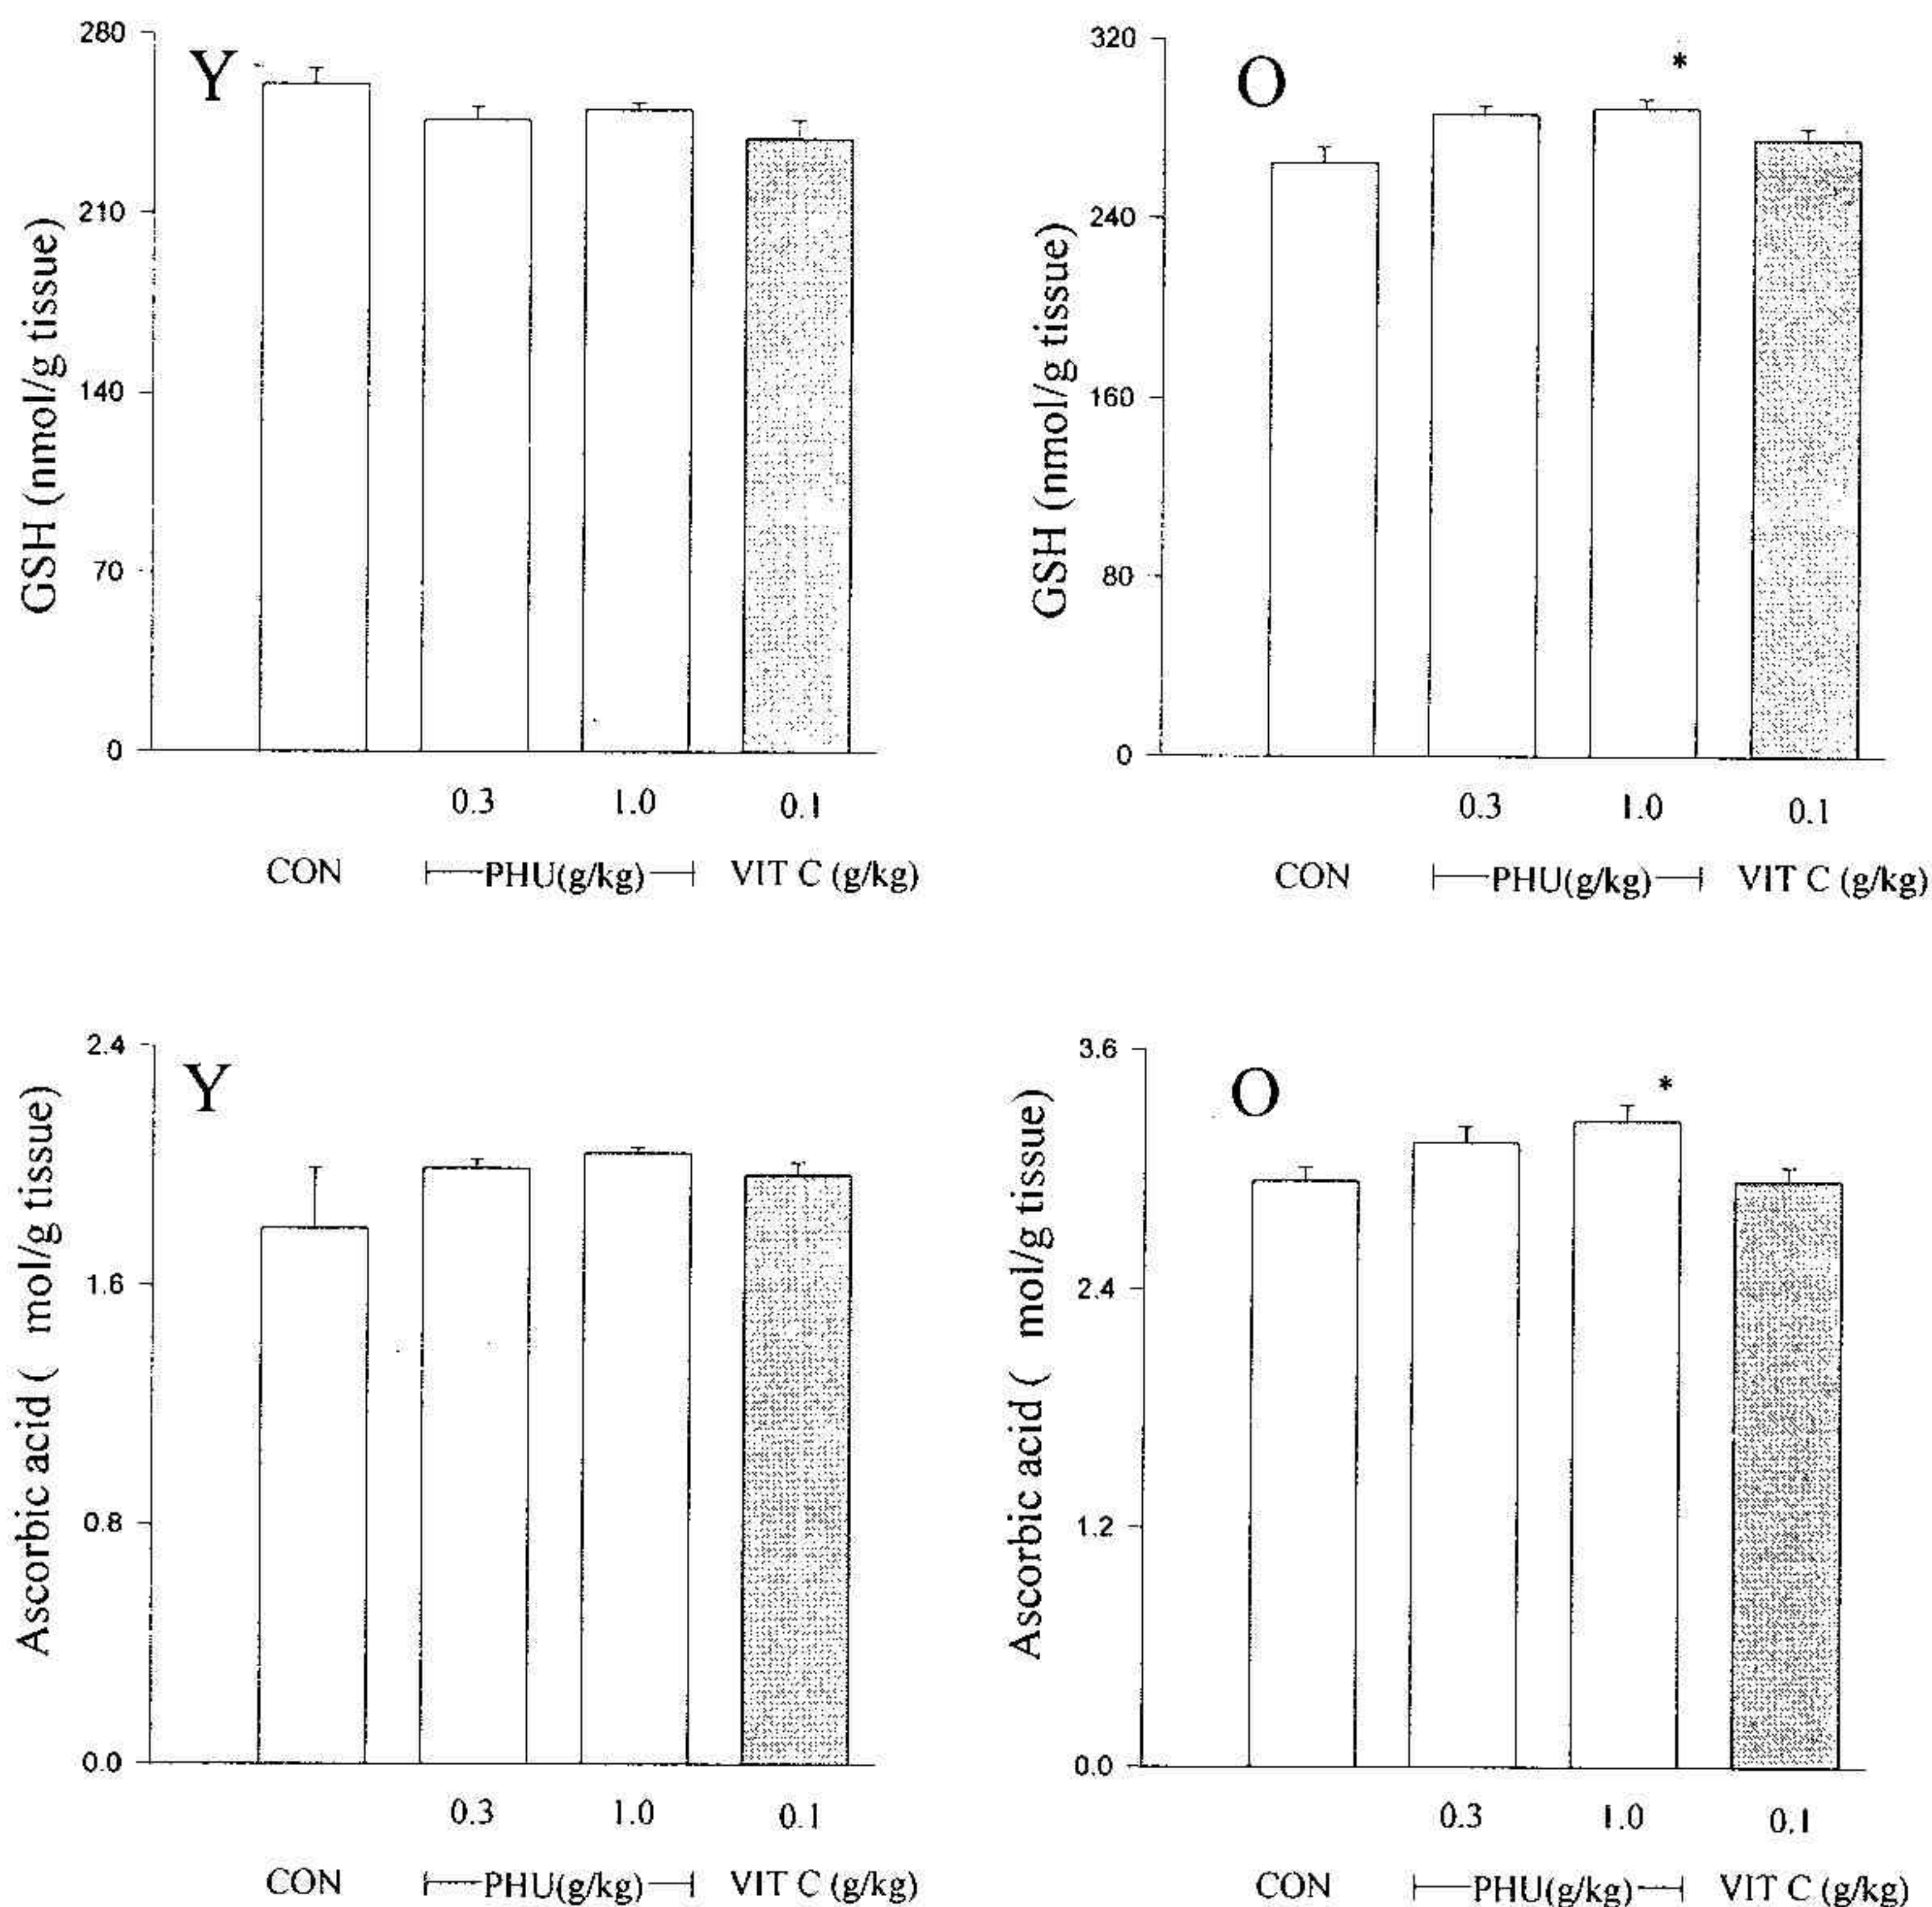 Y
GSH (nmol/g tissue)
280
210
140
70
0
0.3 1.0 0.1
CON PHU(g/kg) VIT C (g/kg)
O
*
GSH (nmol/g tissue)
320
240
160
80
0
0.3 1.0 0.1
CON PHU(g/kg) VIT C (g/kg)
Y
Ascorbic acid ( mol/g tissue)
2.4
1.6
0.8
0.0
0.3 1.0 0.1
CON PHU(g/kg) VIT C (g/kg)
O
*
Ascorbic acid ( mol/g tissue)
3.6
2.4
1.2
0.0
0.3 1.0 0.1
CON PHU(g/kg) VIT C (g/kg)